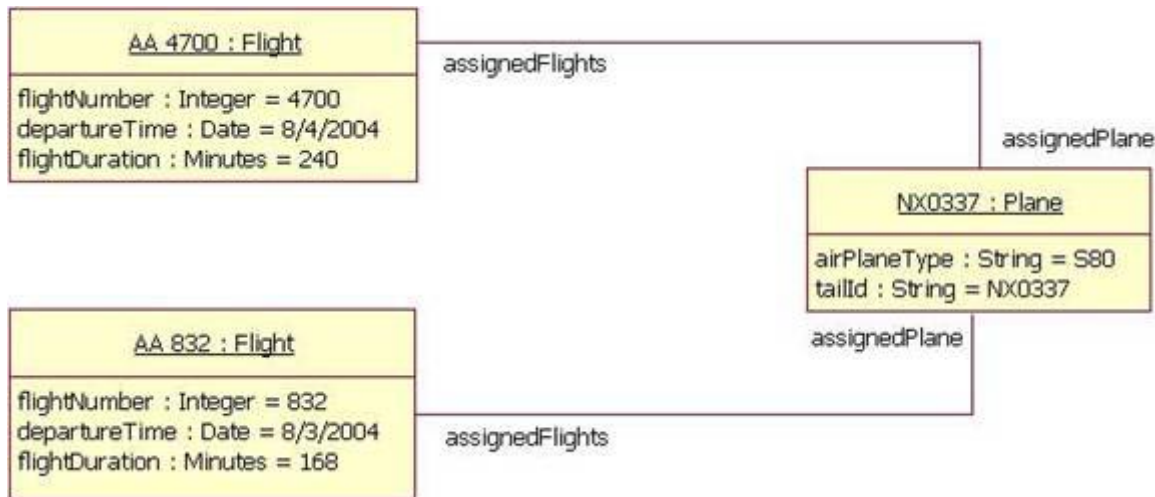 AA 4700 : Flight
flightNumber : Integer = 4700
departureTime : Date = 8/4/2004
flightDuration : Minutes = 240
assignedFlights
assignedPlane
NX0337 : Plane
airPlaneType : String = S80
tailId : String = NX0337
assignedPlane
AA 832 : Flight
flightNumber : Integer = 832
departureTime : Date = 8/3/2004
flightDuration : Minutes = 168
assignedFlights